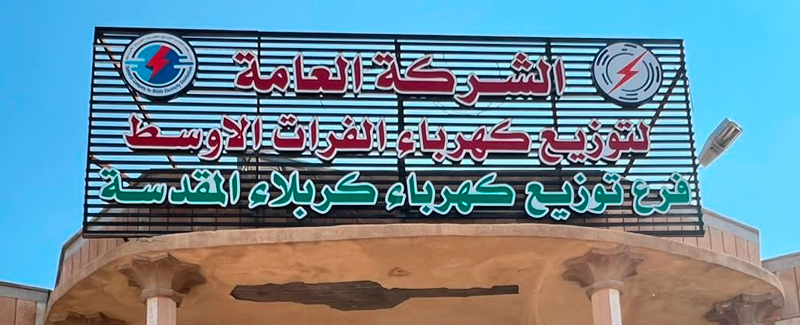 الشركة العامة
لتوزيع كهرباء الفرات الاوسط
فرع توزيع كهرباء كربلاء المقدسة